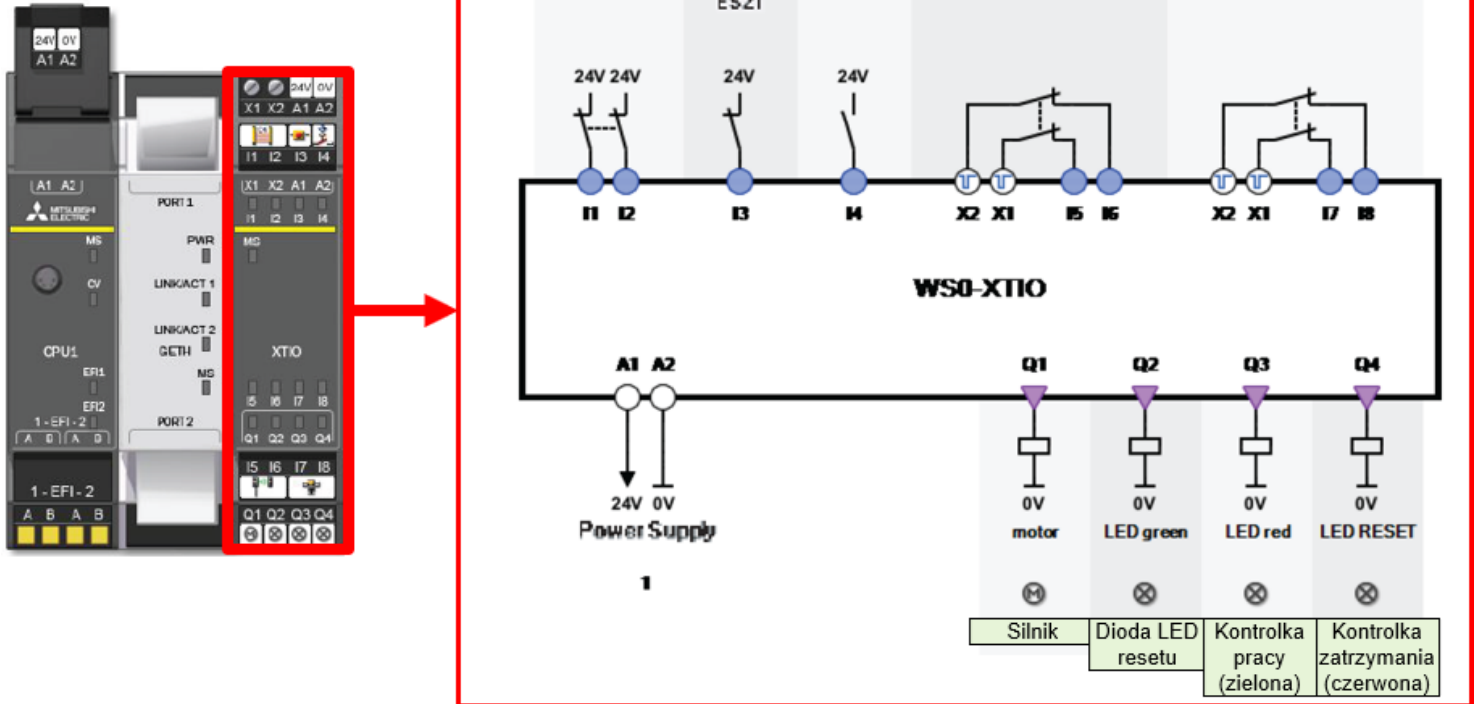 24V 0V
A1 A2
A1 A2
MITSUBISHI
ELECTRIC
MS
CV
CPU1
EFI1
EFI2
1 - EFI - 2
A B A B
1 - EFI - 2
A B A B
PORT 1
PWR
LINK/ACT 1
LINK/ACT 2
GETH
MS
PORT 2
24V 0V
X1 X2 A1 A2
I1 I2 I3 I4
X1 X2 A1 A2
I1 I2 I3 I4
MS
XTIO
I5 I6 I7 I8
Q1 Q2 Q3 Q4
I5 I6 I7 I8
Q1 Q2 Q3 Q4
M
ES21
24V 24V 24V 24V
I1 I2 I3 I4 X2 X1 I5 I6 X2 X1 I7 I8
WS0-XTIO
A1 A2 Q1 Q2 Q3 Q4
24V 0V 0V 0V 0V 0V
Power Supply motor LED green LED red LED RESET
1
M
Silnik Dioda LED Kontrolka Kontrolka
resetu pracy zatrzymania
(zielona) (czerwona)